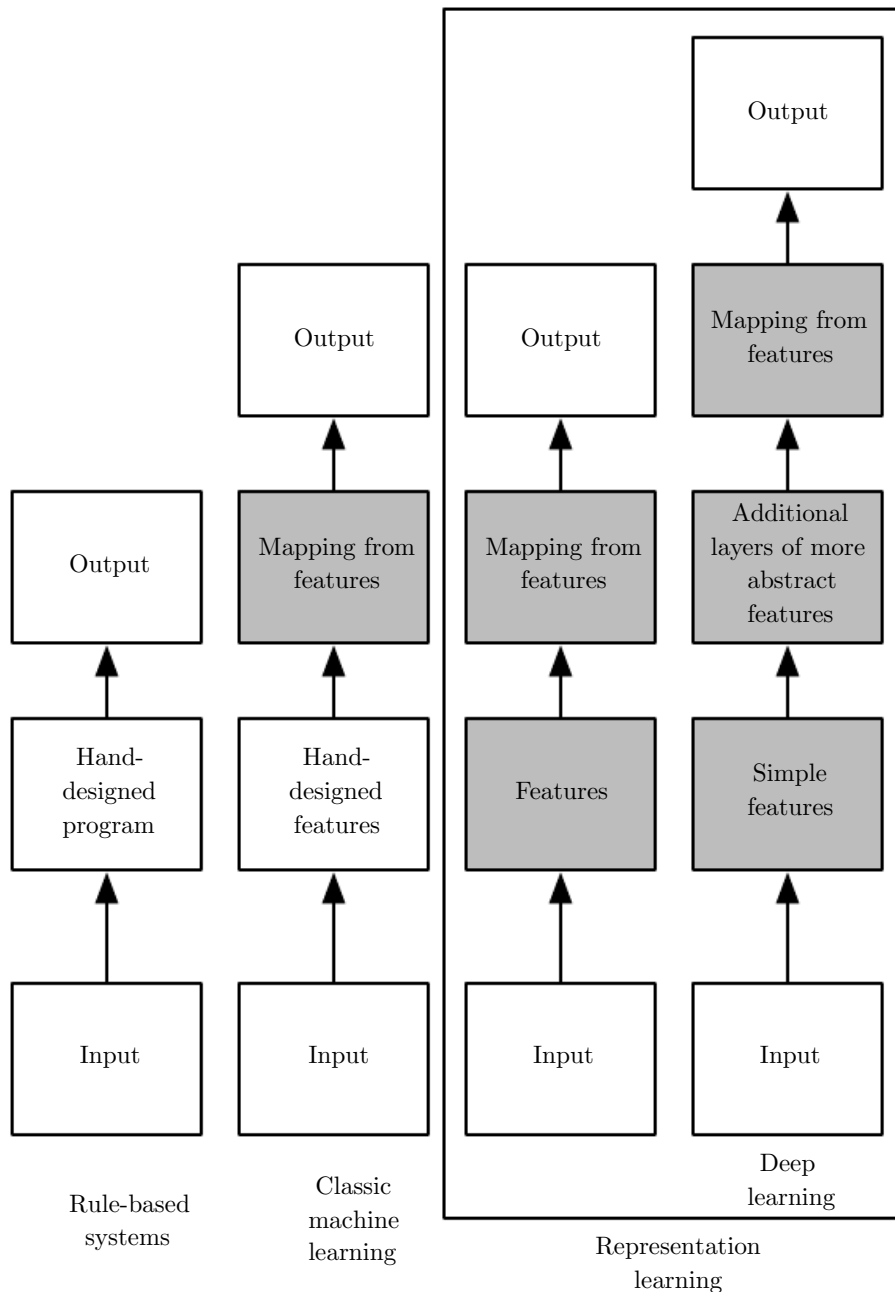 Output
Output
Output
Mapping from
features
Output
Mapping from
features
Mapping from
features
Additional
layers of more
abstract
features
Hand-
designed
program
Hand-
designed
features
Features
Simple
features
Input
Input
Input
Input
Rule-based
systems
Classic
machine
learning
Deep
learning
Representation
learning